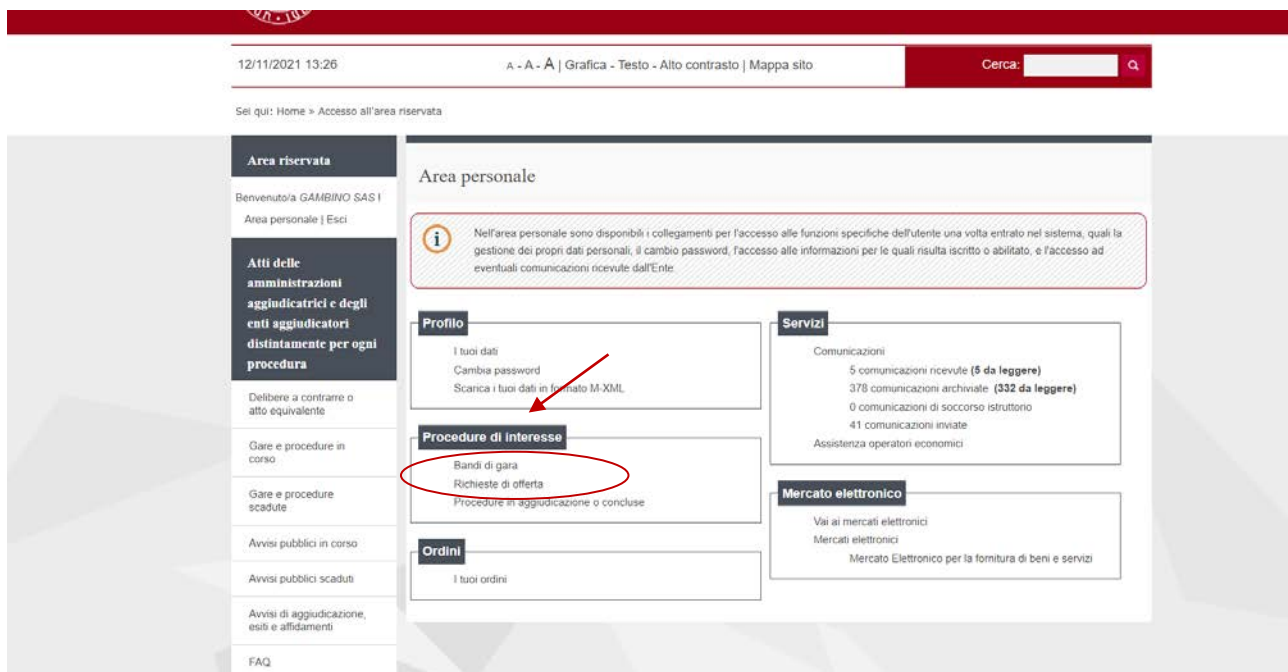 12/11/2021 13:26
A - A - A | Grafica - Testo - Alto contrasto | Mappa sito
Cerca:
Sei qui: Home » Accesso all'area riservata
Area riservata
Benvenuto/a GAMBINO SAS !
Area personale | Esci
Atti delle
amministrazioni
aggiudicatrici e degli
enti aggiudicatori
distintamente per ogni
procedura
Delibere a contrarre o
atto equivalente
Gare e procedure in
corso
Gare e procedure
scadute
Avvisi pubblici in corso
Avvisi pubblici scaduti
Avvisi di aggiudicazione,
esiti e affidamenti
FAQ
Area personale
Nell'area personale sono disponibili i collegamenti per l'accesso alle funzioni specifiche dell'utente una volta entrato nel sistema, quali la
gestione dei propri dati personali, il cambio password, l'accesso alle informazioni per le quali risulta iscritto o abilitato, e l'accesso ad
eventuali comunicazioni ricevute dall'Ente
Profilo
I tuoi dati
Cambia password
Scarica i tuoi dati in formato M-XML
Procedure di interesse
Bandi di gara
Richieste di offerta
Procedure in aggiudicazione o concluse
Ordini
I tuoi ordini
Servizi
Comunicazioni
5 comunicazioni ricevute (5 da leggere)
378 comunicazioni archiviate (332 da leggere)
0 comunicazioni di soccorso istruttorio
41 comunicazioni inviate
Assistenza operatori economici
Mercato elettronico
Vai ai mercati elettronici
Mercati elettronici
Mercato Elettronico per la fornitura di beni e servizi